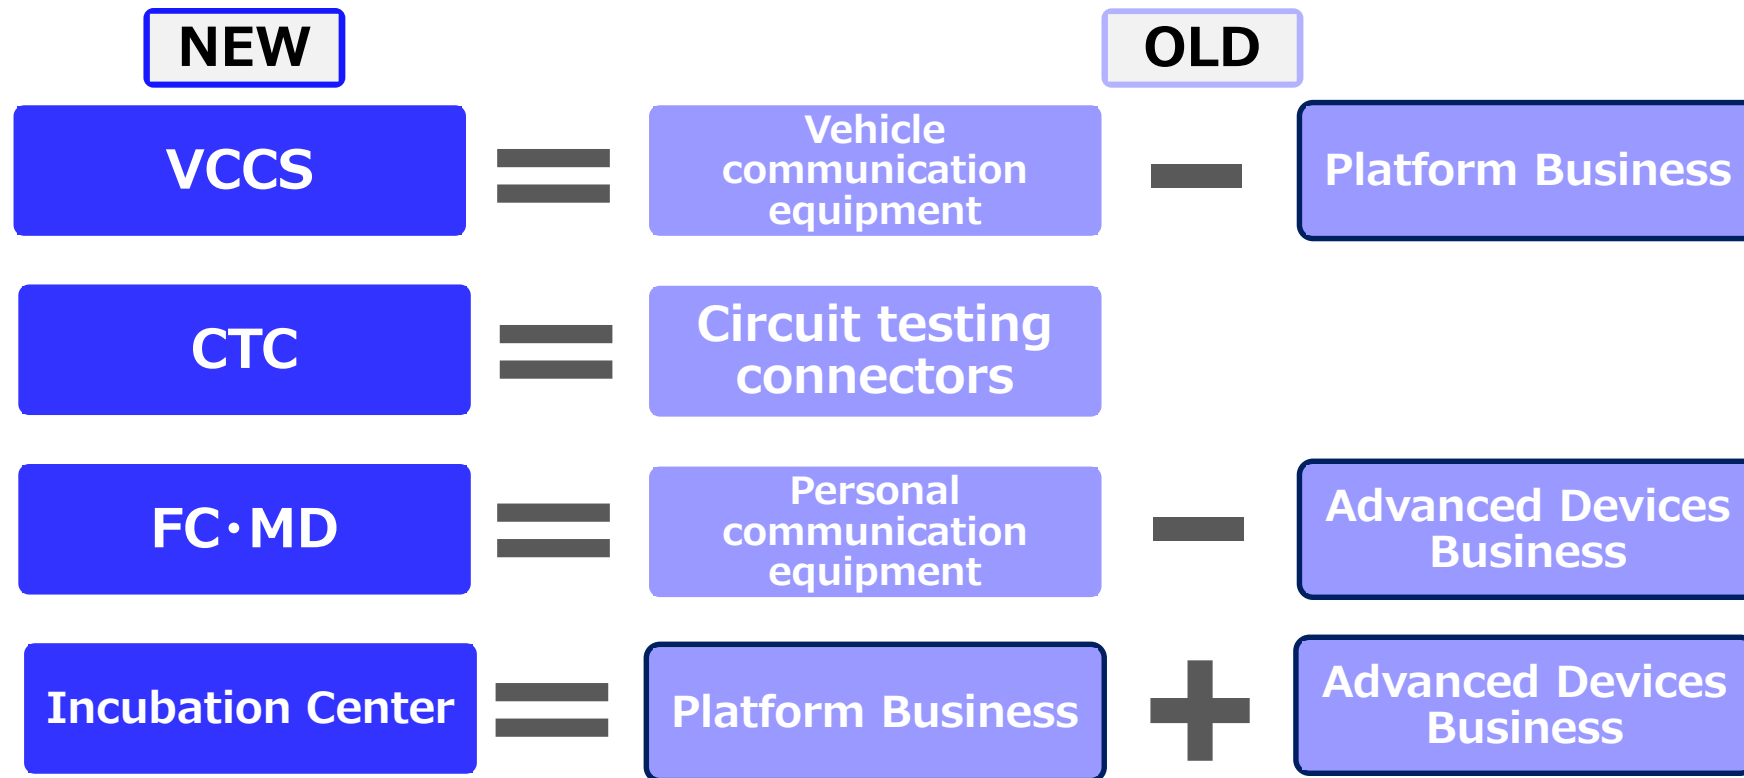 NEW
OLD
VCCS
Vehicle
communication
equipment
Platform Business
CTC
Circuit testing
connectors
FC・MD
Personal
communication
equipment
Advanced Devices
Business
Incubation Center
Platform Business
Advanced Devices
Business